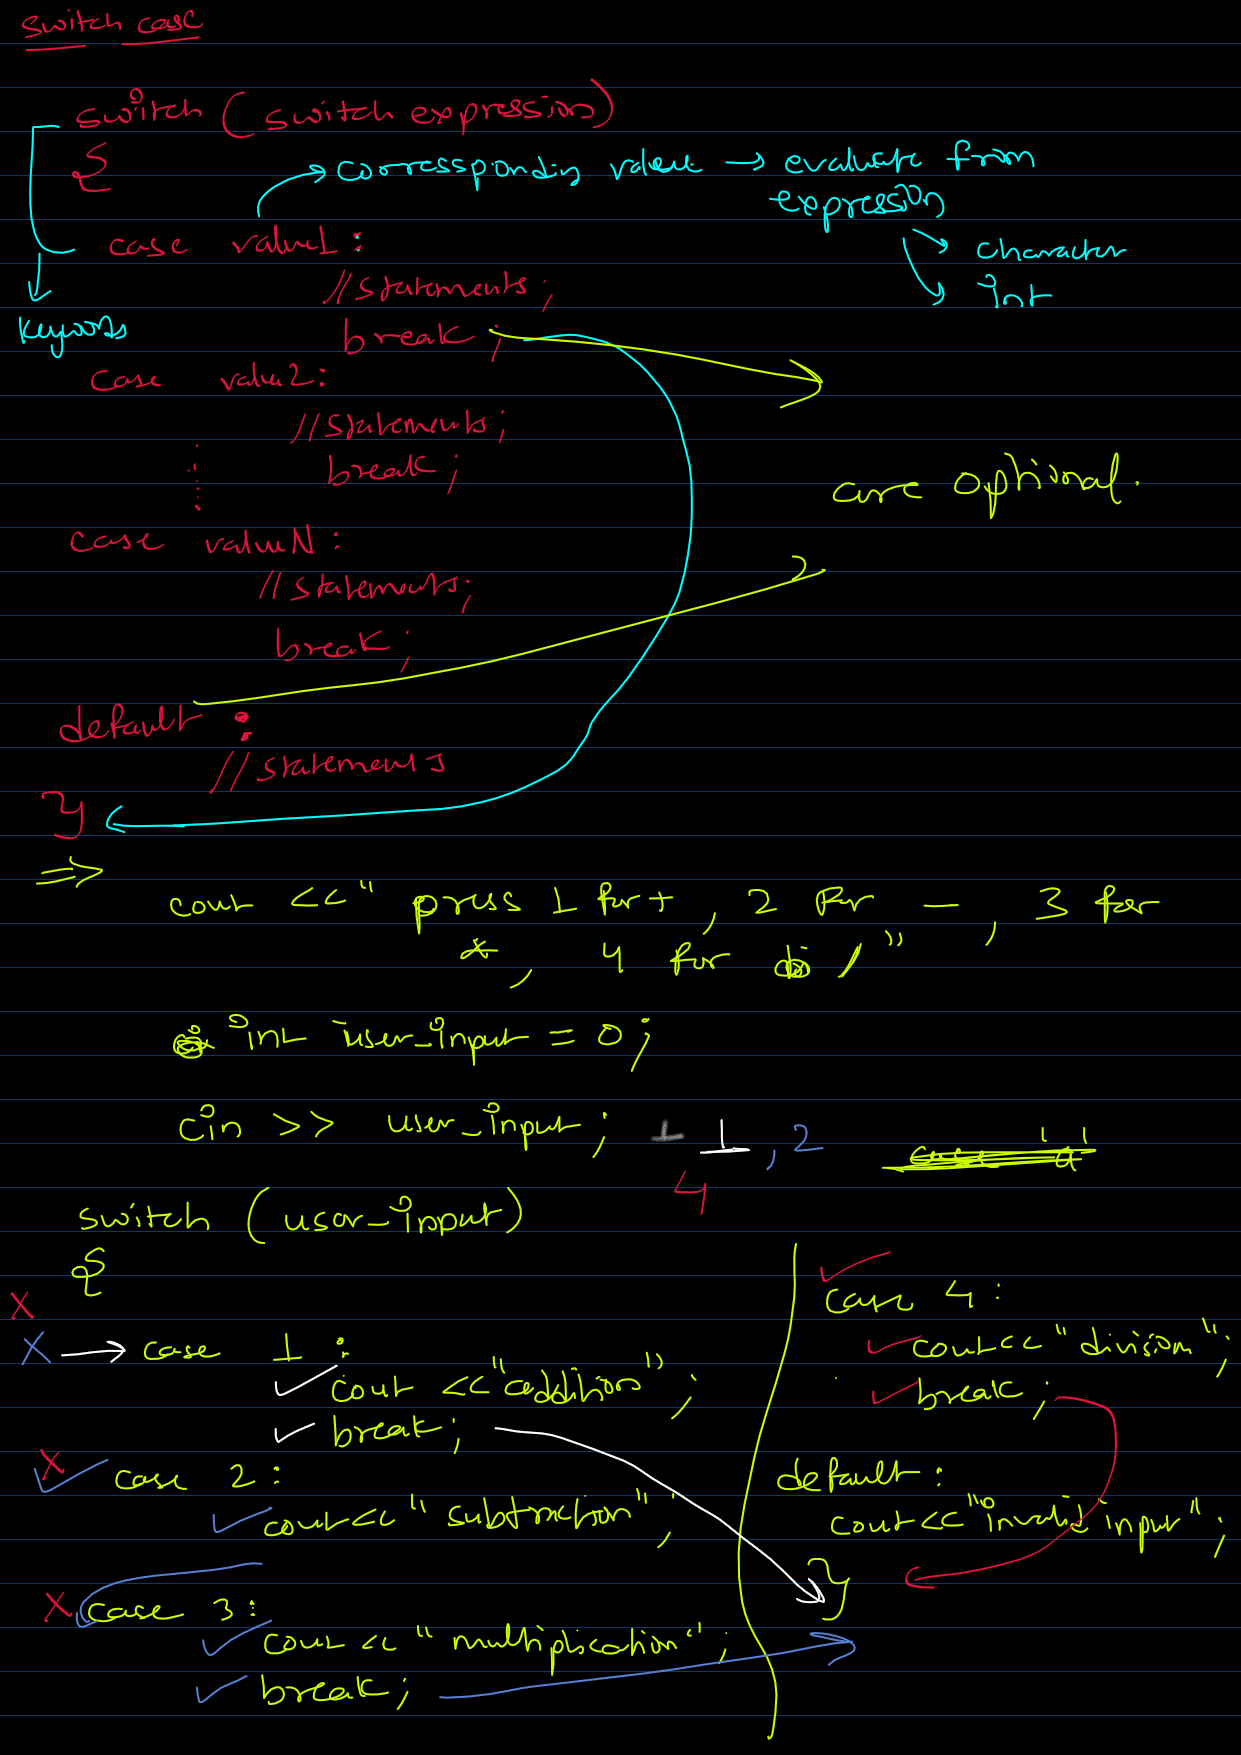 switch case
switch (switch expression)
{
corressponding value → evaluate from
expression
character
int
case value1:
//statements;
break;
keywords
case value2:
//statements;
break;
case valueN:
//statements;
break;
are optional.
default :
//statements
}
⇒
cout <<" press 1 for + , 2 for - , 3 for
* , 4 for /"
int user_input = 0;
cin >> user_input; 1 , 2
4
switch (user_input)
{
X
X → case 1 :
cout <<"addition";
break;
X case 2:
cout<<" subtraction";
X case 3:
cout << " multiplication";
break;
case 4:
cout<<"division";
break;
default:
cout<<"invalid input";
}